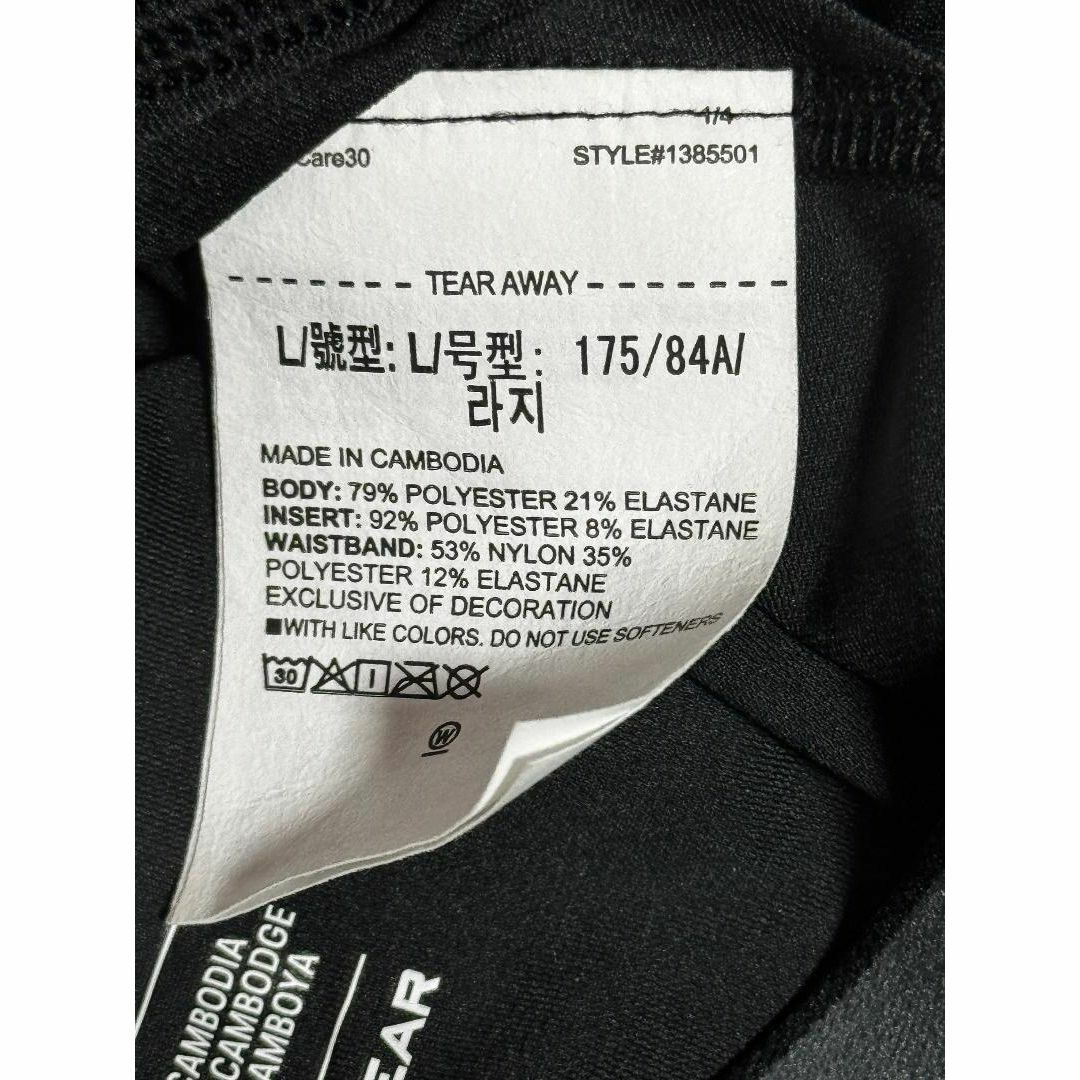 1/4
Care30
STYLE#1385501
TEAR AWAY
L/號型: L/号型: 175/84A/
라지
MADE IN CAMBODIA
BODY: 79% POLYESTER 21% ELASTANE
INSERT: 92% POLYESTER 8% ELASTANE
WAISTBAND: 53% NYLON 35%
POLYESTER 12% ELASTANE
EXCLUSIVE OF DECORATION
■WITH LIKE COLORS. DO NOT USE SOFTENERS
30
W
CAMBODIA
CAMBODGE
AMBOYA
EAR